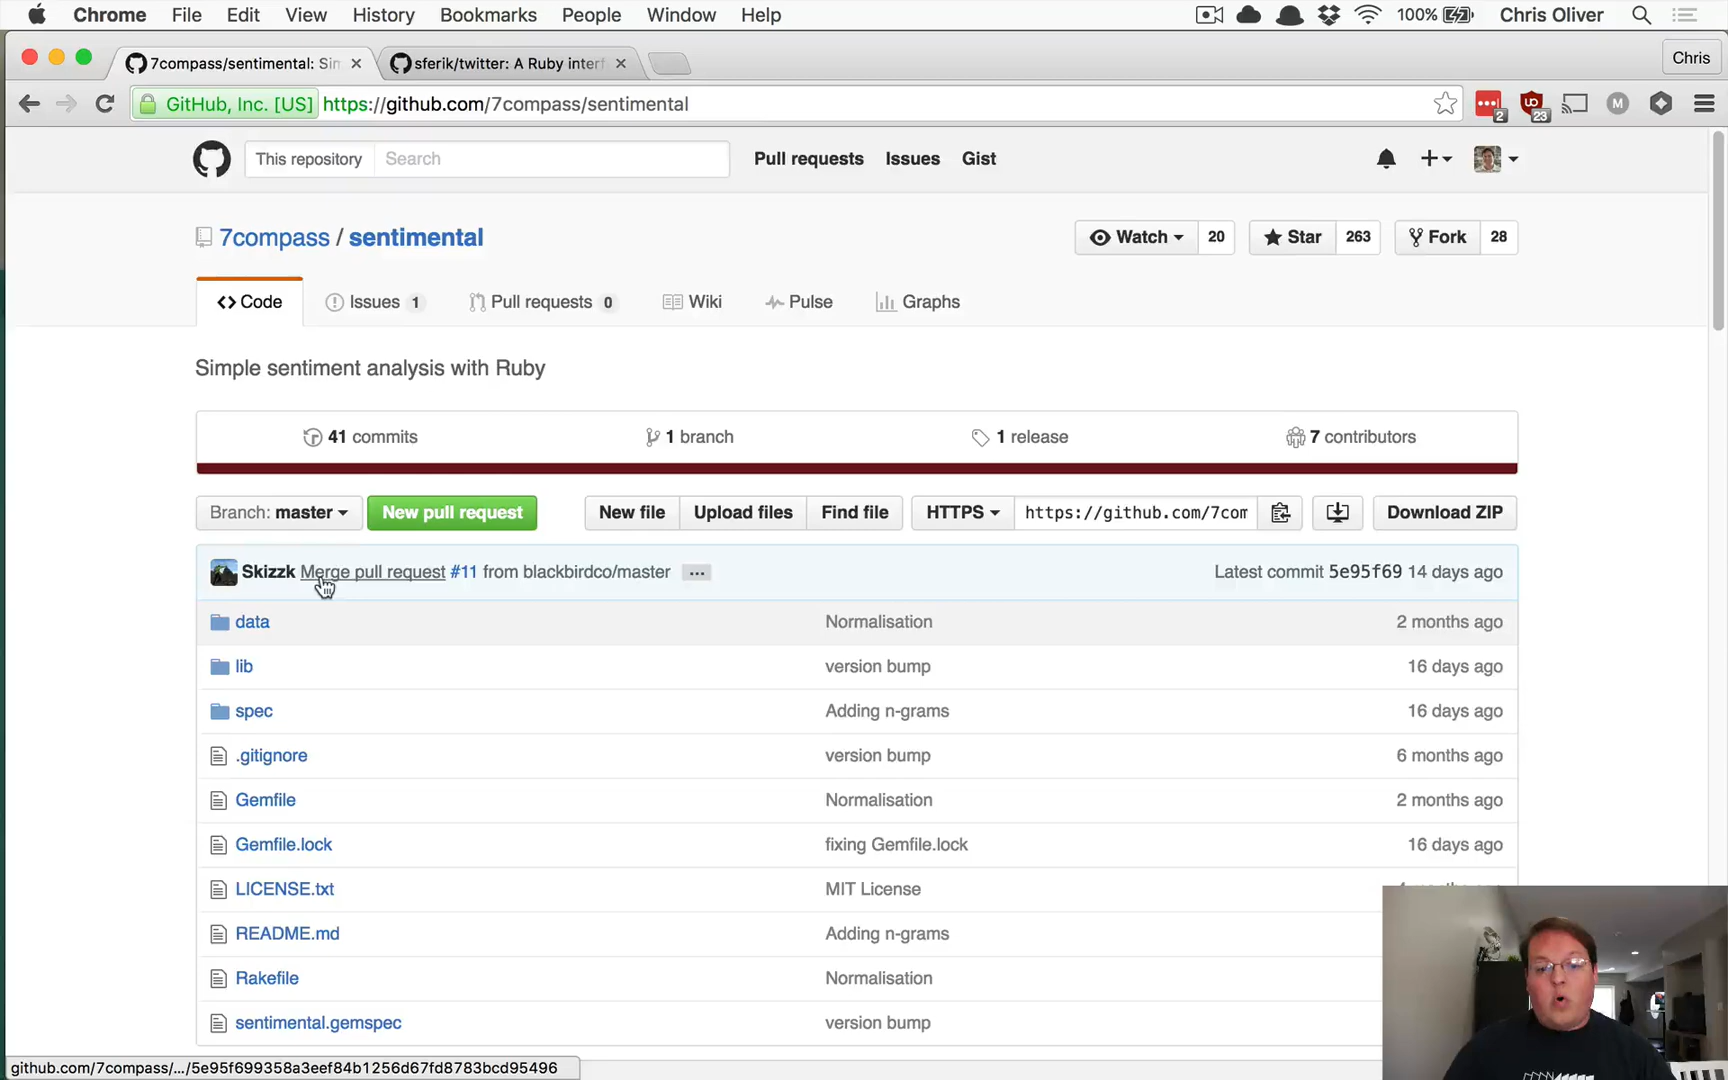 Chrome File Edit View History Bookmarks People Window Help 100% Chris Oliver
7compass/sentimental: Sim sferik/twitter: A Ruby interf Chris
GitHub, Inc. [US] https://github.com/7compass/sentimental 2 23 M
This repository Search Pull requests Issues Gist
7compass / sentimental Watch 20 Star 263 Fork 28
Code Issues 1 Pull requests 0 Wiki Pulse Graphs
Simple sentiment analysis with Ruby
41 commits 1 branch 1 release 7 contributors
Branch: master New pull request New file Upload files Find file HTTPS https://github.com/7com Download ZIP
Skizzk Merge pull request #11 from blackbirdco/master ... Latest commit 5e95f69 14 days ago
data Normalisation 2 months ago
lib version bump 16 days ago
spec Adding n-grams 16 days ago
.gitignore version bump 6 months ago
Gemfile Normalisation 2 months ago
Gemfile.lock fixing Gemfile.lock 16 days ago
LICENSE.txt MIT License
README.md Adding n-grams
Rakefile Normalisation
sentimental.gemspec version bump
github.com/7compass/.../5e95f699358a3eef84b1256d67fd8783bcd95496